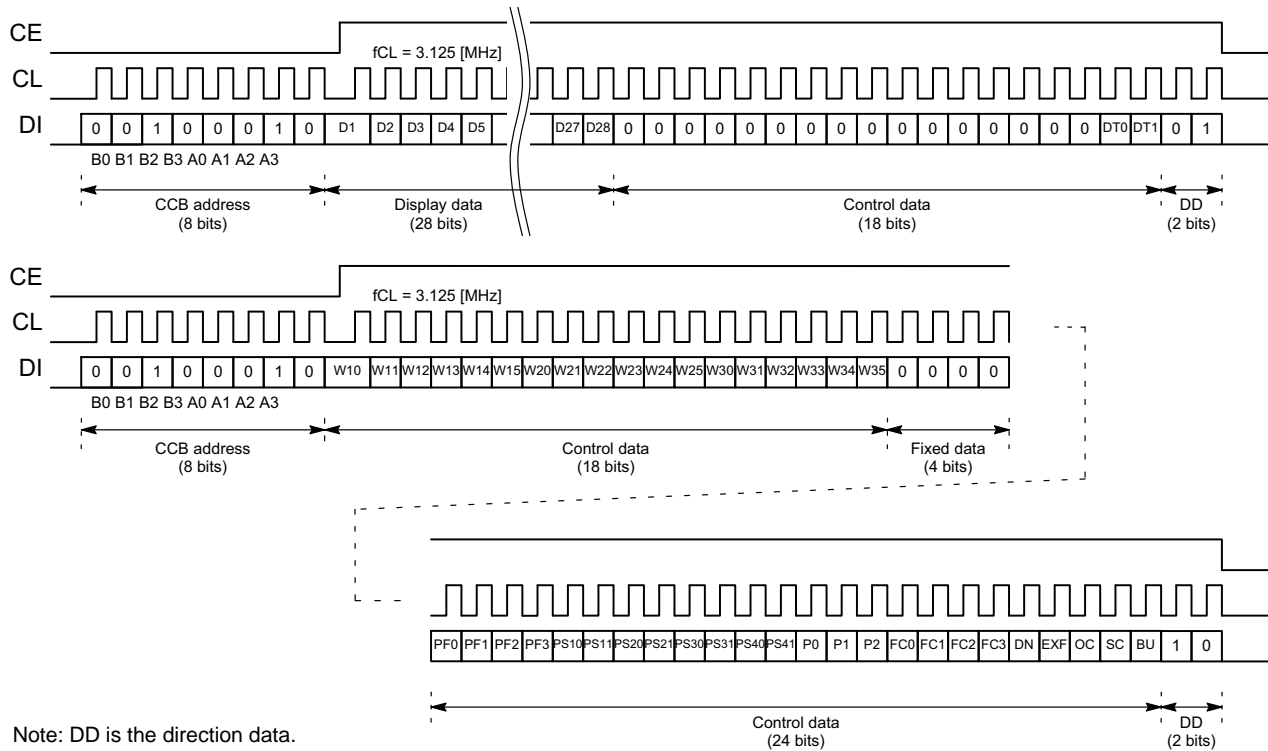 CE
fCL = 3.125 [MHz]
CL
DI 0 0 1 0 0 0 1 0 D1 D2 D3 D4 D5 D27 D28 0 0 0 0 0 0 0 0 0 0 0 0 0 0 0 0 DT0 DT1 0 1
B0 B1 B2 B3 A0 A1 A2 A3
CCB address Display data Control data DD
(8 bits) (28 bits) (18 bits) (2 bits)
CE
fCL = 3.125 [MHz]
CL
DI 0 0 1 0 0 0 1 0 W10 W11 W12 W13 W14 W15 W20 W21 W22 W23 W24 W25 W30 W31 W32 W33 W34 W35 0 0 0 0
B0 B1 B2 B3 A0 A1 A2 A3
CCB address Control data Fixed data
(8 bits) (18 bits) (4 bits)
PF0 PF1 PF2 PF3 PS10 PS11 PS20 PS21 PS30 PS31 PS40 PS41 P0 P1 P2 FC0 FC1 FC2 FC3 DN EXF OC SC BU 1 0
Control data DD
(24 bits) (2 bits)
Note: DD is the direction data.